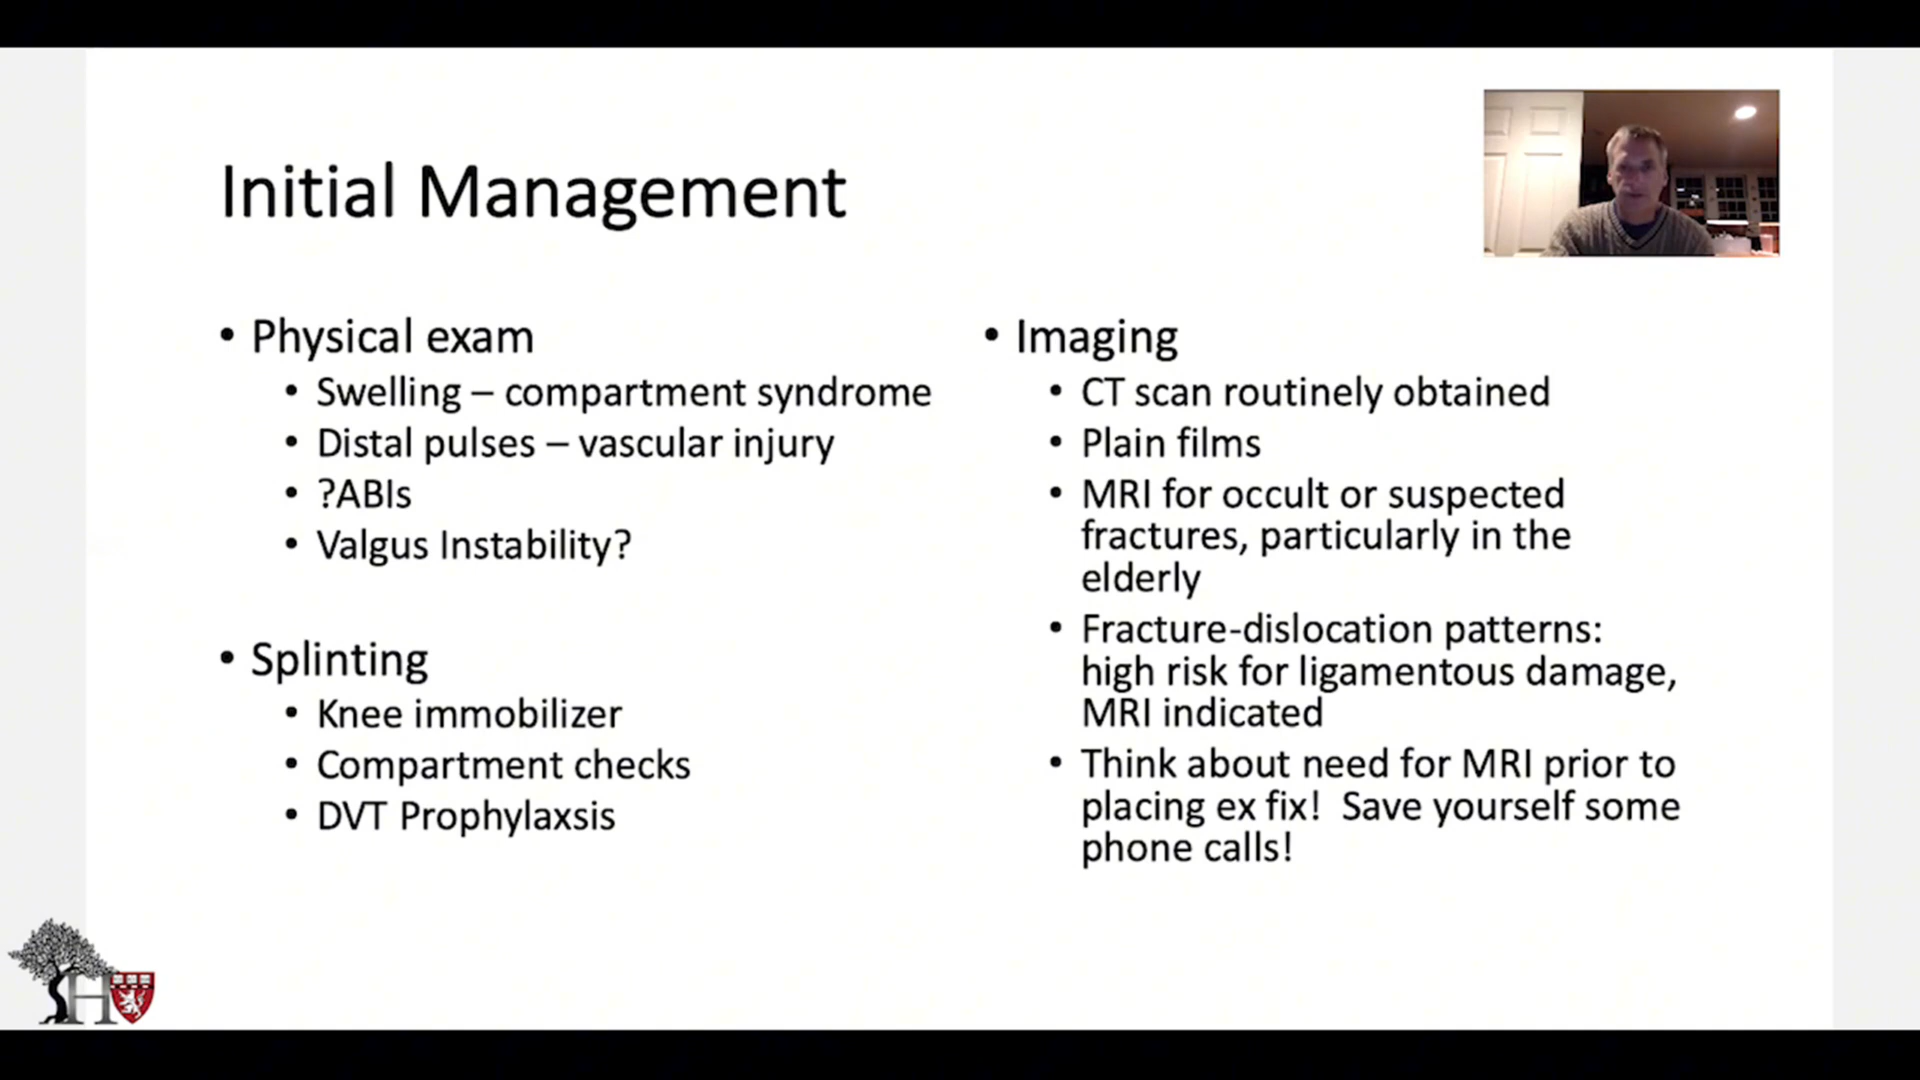 Initial Management
• Physical exam
• Swelling – compartment syndrome
• Distal pulses – vascular injury
• ?ABIs
• Valgus Instability?
• Splinting
• Knee immobilizer
• Compartment checks
• DVT Prophylaxsis
• Imaging
• CT scan routinely obtained
• Plain films
• MRI for occult or suspected
fractures, particularly in the
elderly
• Fracture-dislocation patterns:
high risk for ligamentous damage,
MRI indicated
• Think about need for MRI prior to
placing ex fix!  Save yourself some
phone calls!
SH